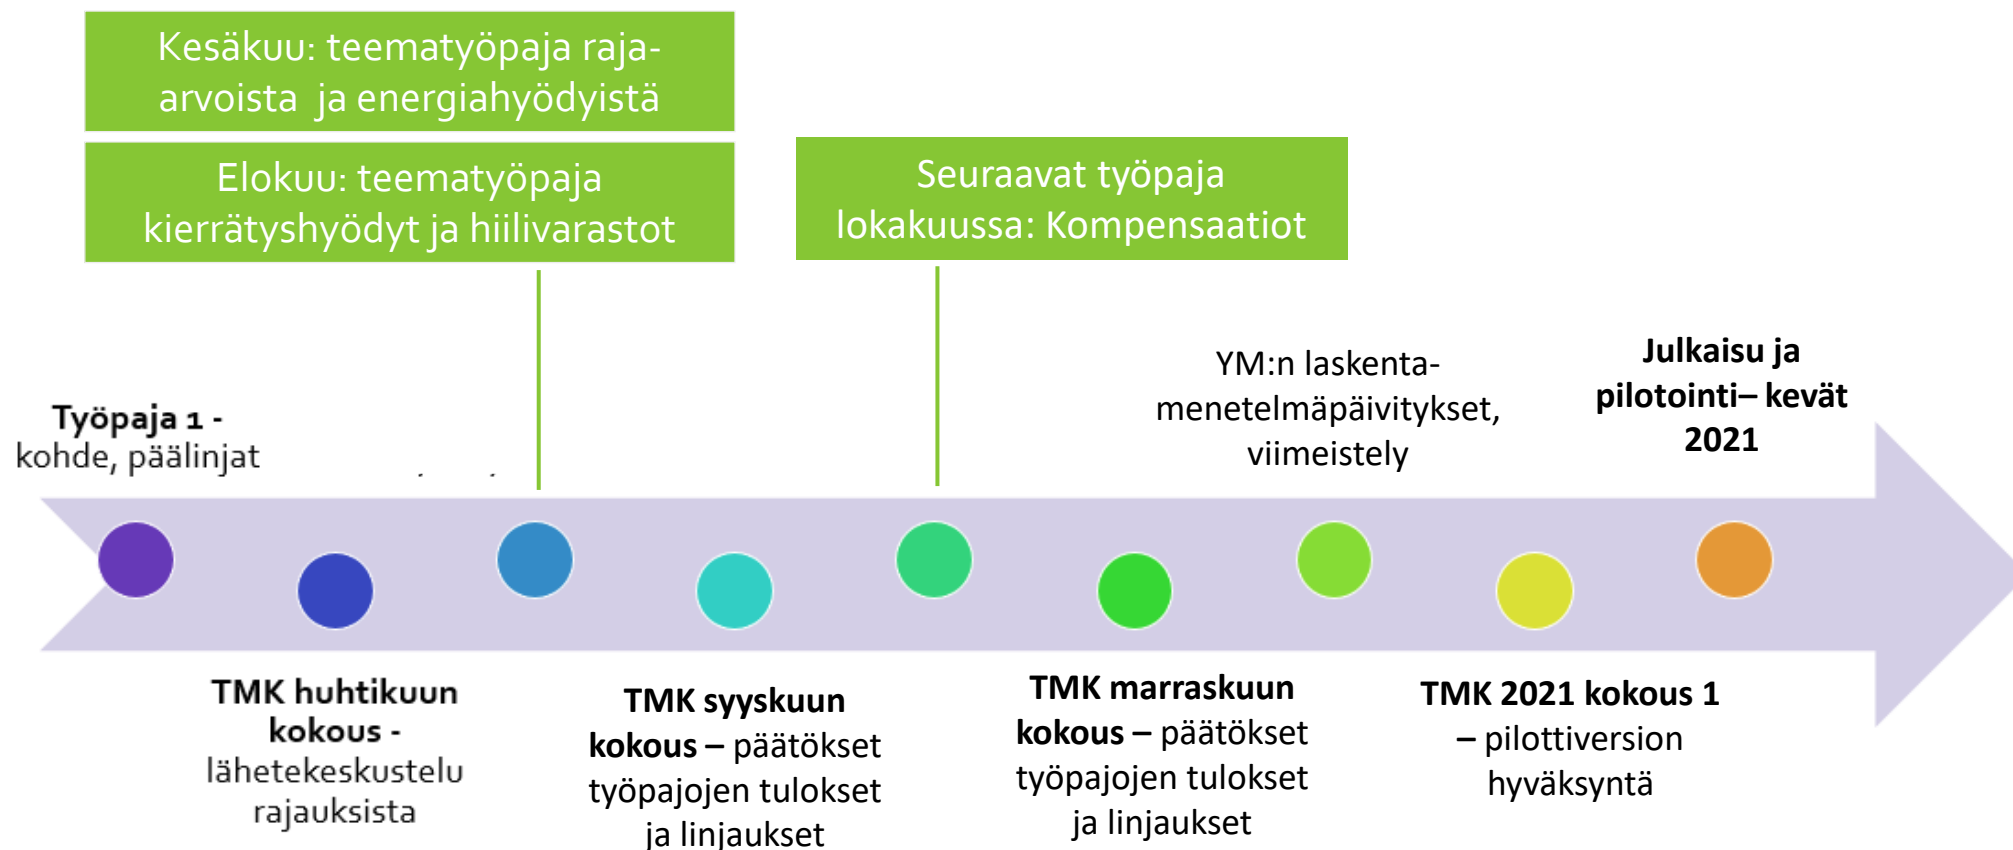 Kesäkuu: teematyöpaja raja-
arvoista ja energiahyödyistä
Elokuu: teematyöpaja
kierrätyshyödyt ja hiilivarastot
Seuraavat työpaja
lokakuussa: Kompensaatiot
Työpaja 1 -
kohde, päälinjat
YM:n laskenta-
menetelmäpäivitykset,
viimeistely
Julkaisu ja
pilotointi– kevät
2021
TMK huhtikuun
kokous -
lähetekeskustelu
rajauksista
TMK syyskuun
kokous – päätökset
työpajojen tulokset
ja linjaukset
TMK marraskuun
kokous – päätökset
työpajojen tulokset
ja linjaukset
TMK 2021 kokous 1
– pilottiversion
hyväksyntä